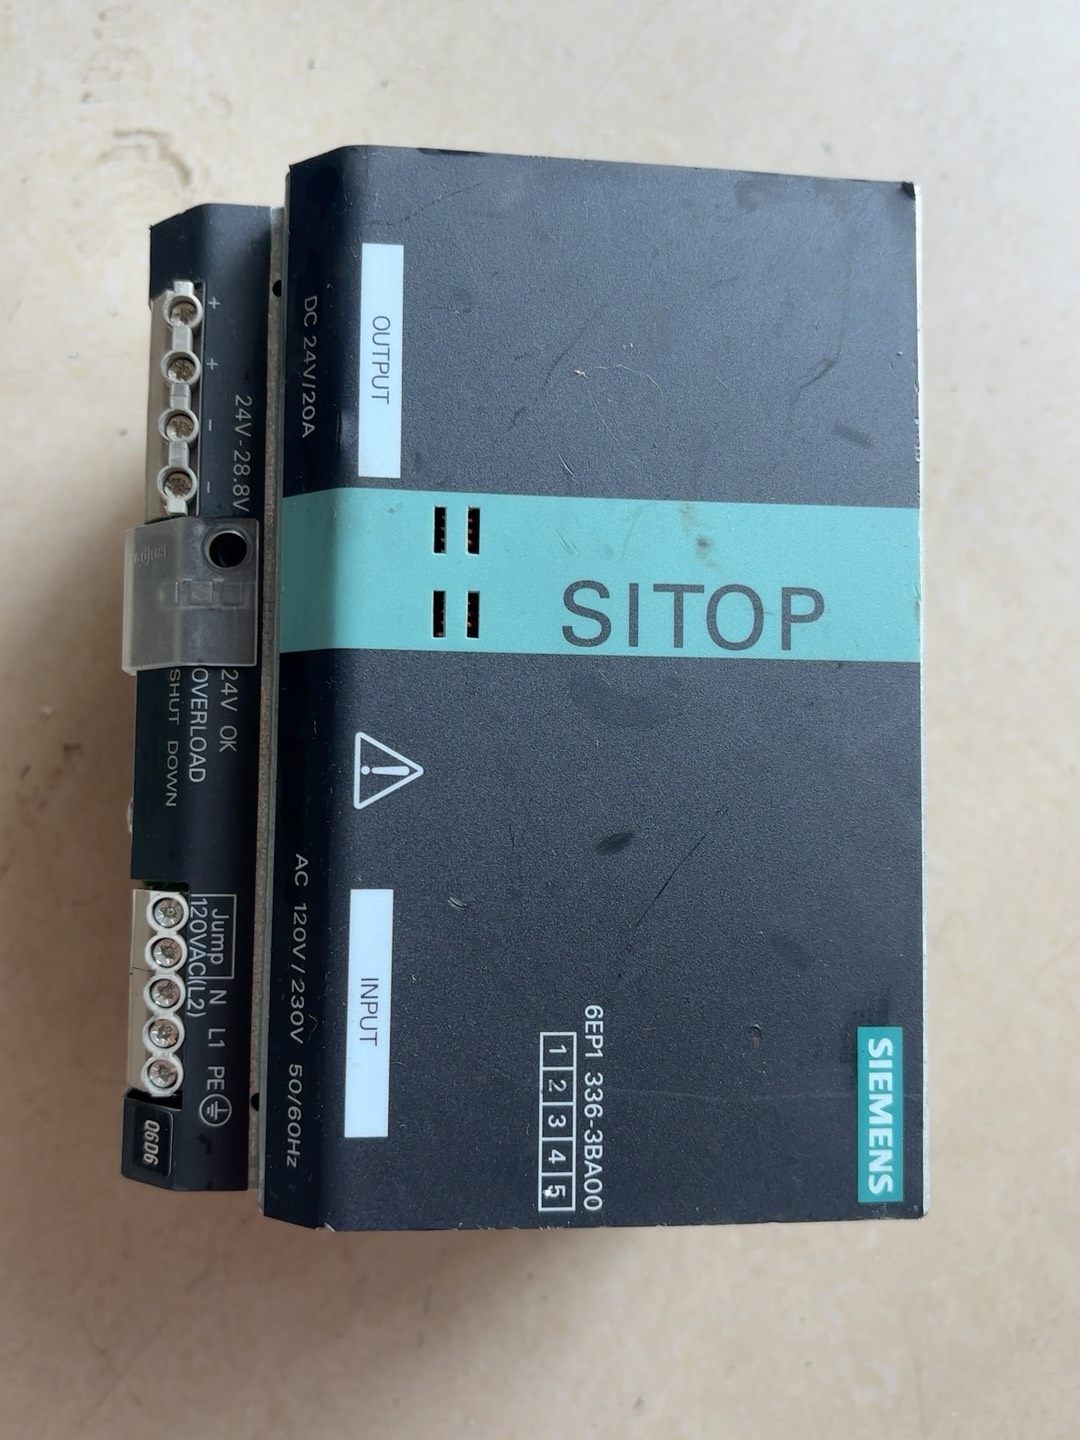 SIEMENS
6EP1 336-3BA00
1 2 3 4 5
SITOP
OUTPUT
INPUT
DC 24V/20A
AC 120V/230V 50/60Hz
+ + - -
24V-28.8V
adjust
24V OK
OVERLOAD
SHUT DOWN
Jump N L1 PE
120VAC(L2)
Q6D6